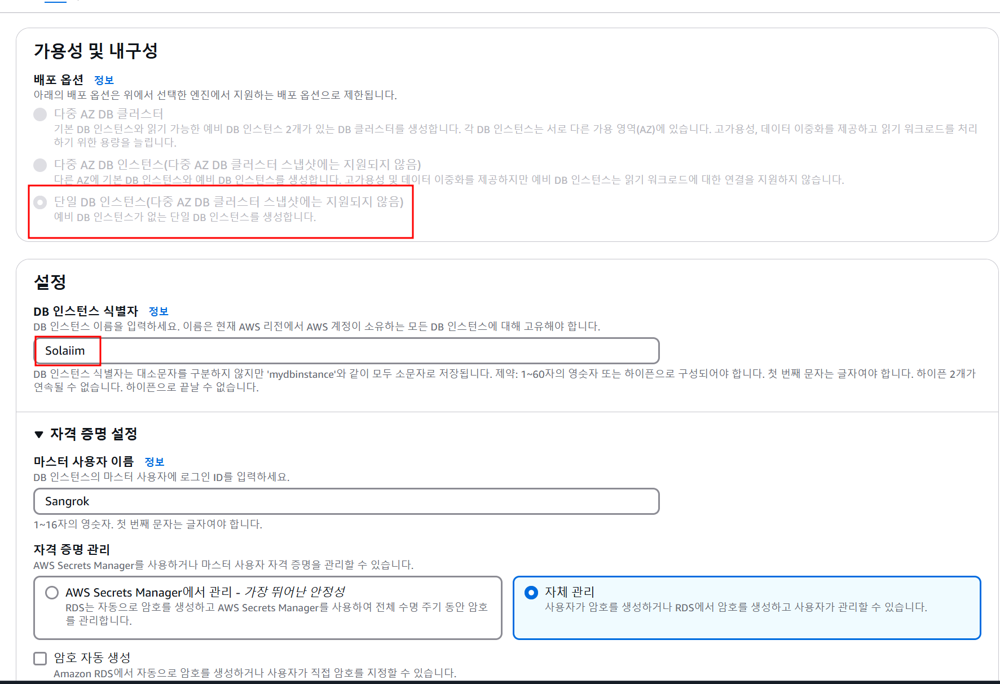 가용성 및 내구성
배포 옵션 정보
아래의 배포 옵션은 위에서 선택한 엔진에서 지원하는 배포 옵션으로 제한됩니다.
다중 AZ DB 클러스터
기본 DB 인스턴스와 읽기 가능한 예비 DB 인스턴스 2개가 있는 DB 클러스터를 생성합니다. 각 DB 인스턴스는 서로 다른 가용 영역(AZ)에 있습니다. 고가용성, 데이터 이중화를 제공하고 읽기 워크로드를 처리
하기 위한 용량을 늘립니다.
다중 AZ DB 인스턴스(다중 AZ DB 클러스터 스냅샷에는 지원되지 않음)
다른 AZ에 기본 DB 인스턴스와 예비 DB 인스턴스를 생성합니다. 고가용성 및 데이터 이중화를 제공하지만 예비 DB 인스턴스는 읽기 워크로드에 대한 연결을 지원하지 않습니다.
단일 DB 인스턴스(다중 AZ DB 클러스터 스냅샷에는 지원되지 않음)
예비 DB 인스턴스가 없는 단일 DB 인스턴스를 생성합니다.
설정
DB 인스턴스 식별자 정보
DB 인스턴스 이름을 입력하세요. 이름은 현재 AWS 리전에서 AWS 계정이 소유하는 모든 DB 인스턴스에 대해 고유해야 합니다.
Solaiim
DB 인스턴스 식별자는 대소문자를 구분하지 않지만 'mydbinstance'와 같이 모두 소문자로 저장됩니다. 제약: 1~60자의 영숫자 또는 하이픈으로 구성되어야 합니다. 첫 번째 문자는 글자여야 합니다. 하이픈 2개가
연속될 수 없습니다. 하이픈으로 끝날 수 없습니다.
▼ 자격 증명 설정
마스터 사용자 이름 정보
DB 인스턴스의 마스터 사용자에 로그인 ID를 입력하세요.
Sangrok
1~16자의 영숫자. 첫 번째 문자는 글자여야 합니다.
자격 증명 관리
AWS Secrets Manager를 사용하거나 마스터 사용자 자격 증명을 관리할 수 있습니다.
AWS Secrets Manager에서 관리 - 가장 뛰어난 안정성
RDS는 자동으로 암호를 생성하고 AWS Secrets Manager를 사용하여 전체 수명 주기 동안 암호
를 관리합니다.
자체 관리
사용자가 암호를 생성하거나 RDS에서 암호를 생성하고 사용자가 관리할 수 있습니다.
암호 자동 생성
Amazon RDS에서 자동으로 암호를 생성하거나 사용자가 직접 암호를 지정할 수 있습니다.